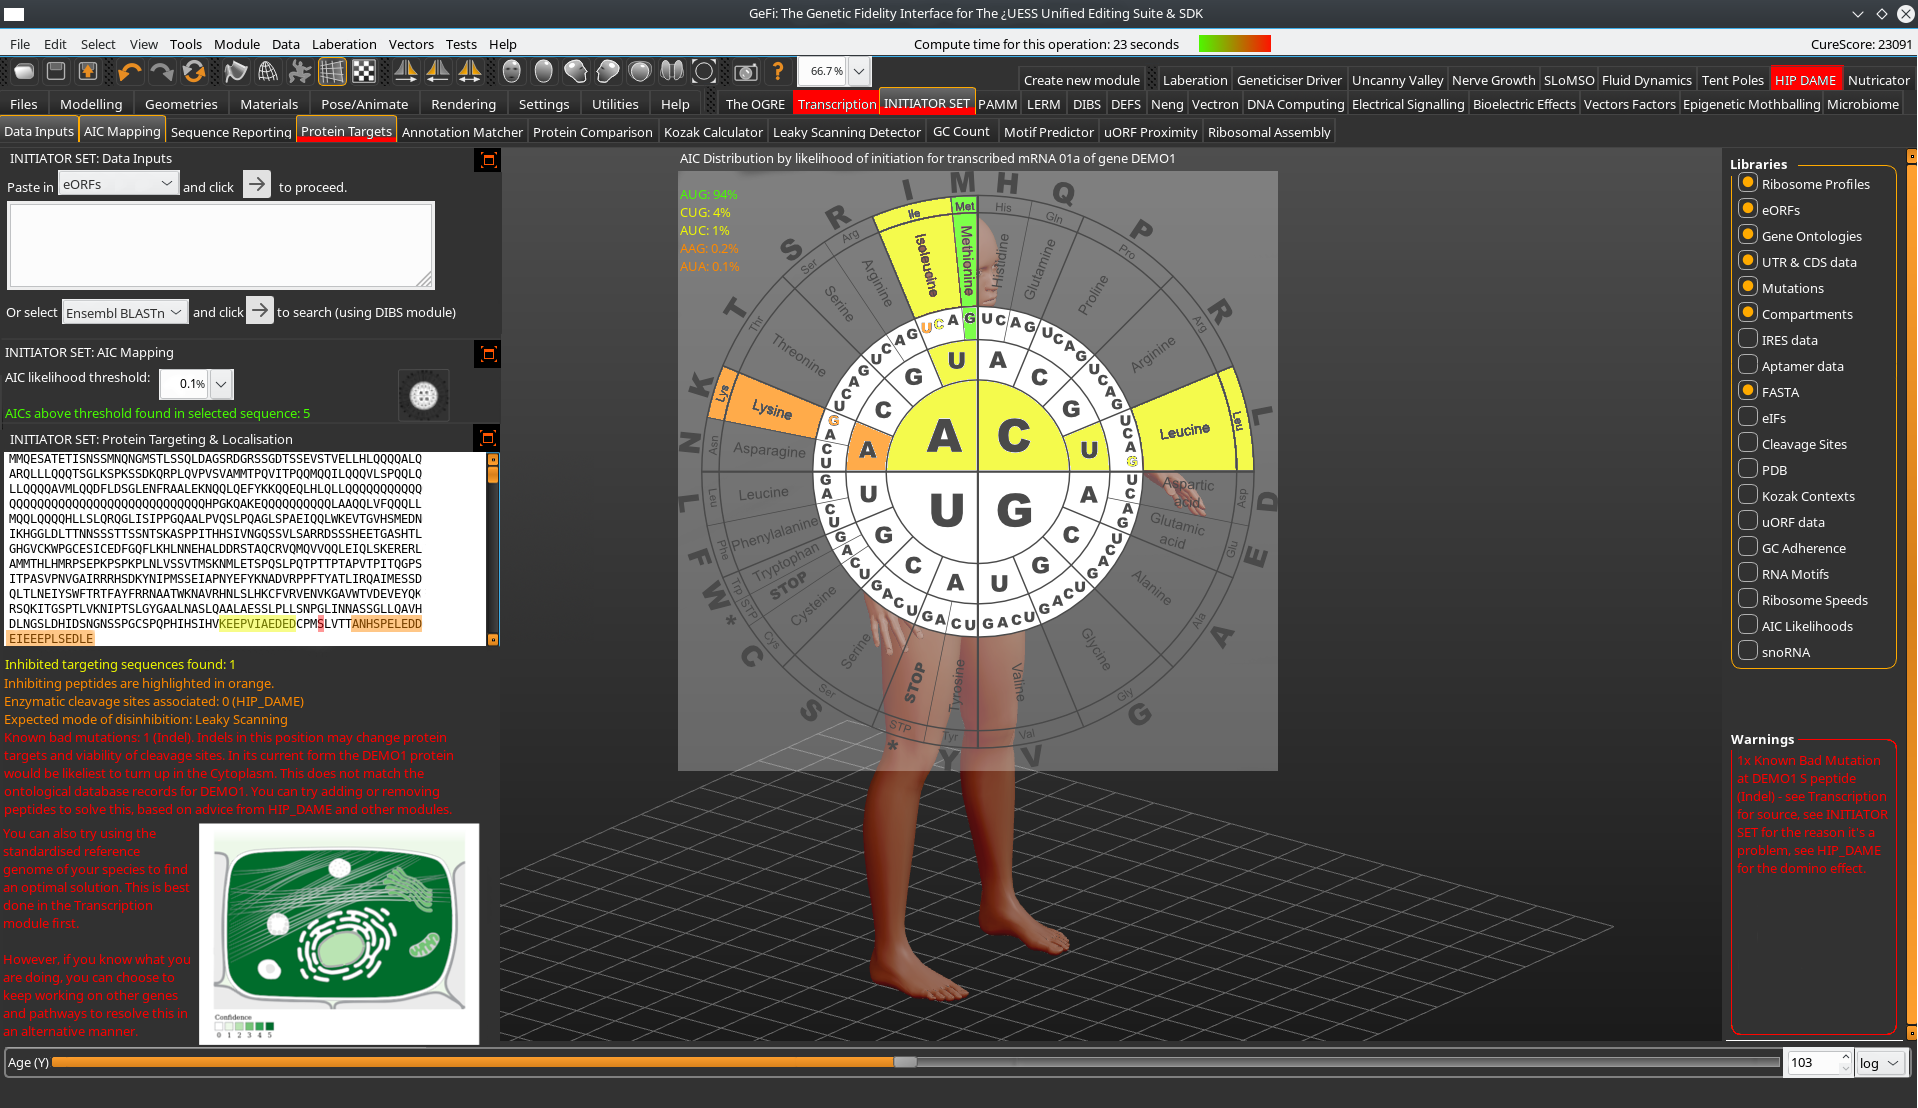 GeFi: The Genetic Fidelity Interface for The ¿UESS Unified Editing Suite & SDK
File Edit Select View Tools Module Data Laberation Vectors Tests Help
Compute time for this operation: 23 seconds
CureScore: 23091
66.7 %
Create new module Laberation Geneticiser Driver Uncanny Valley Nerve Growth SLoMSO Fluid Dynamics Tent Poles HIP DAME Nutricator
Files Modelling Geometries Materials Pose/Animate Rendering Settings Utilities Help
The OGRE Transcription INITIATOR SET PAMM LERM DIBS DEFS Neng Vectron DNA Computing Electrical Signalling Bioelectric Effects Vectors Factors Epigenetic Mothballing Microbiome
Data Inputs AIC Mapping Sequence Reporting Protein Targets Annotation Matcher Protein Comparison Kozak Calculator Leaky Scanning Detector GC Count Motif Predictor uORF Proximity Ribosomal Assembly
INITIATOR SET: Data Inputs
Paste in eORFs and click → to proceed.
Or select Ensembl BLASTn and click → to search (using DIBS module)
INITIATOR SET: AIC Mapping
AIC likelihood threshold: 0.1%
AICs above threshold found in selected sequence: 5
INITIATOR SET: Protein Targeting & Localisation
MMQESATETISNSSMNQNGMSTLSSQLDAGSRDGRSSGDTSSEVSTVELLHLQQQQALQ
ARQLLLQQQTSGLKSPKSSDKQRPLQVPVSVAMMTPQVITPQQMQQILQQQVLSPQQLQ
LLQQQQAVMLQQDFLDSGLENFRAALEKNQQLQEFYKKQQEQLHLQLLQQQQQQQQQQQ
QQQQQQQQQQQQQQQQQQQQQQQQQQQHPGKQAKEQQQQQQQQQLAAQQLVFQQQLL
MQQLQQQQHLLSLQRQGLISIPPGQAALPVQSLPQAGLSPAEIQQLWKEVTGVHSMEDN
IKHGGLDLTTNNSSSTTSSNTSKASPPITHHSIVNGQSSVLSARRDSSSHEETGASHTL
GHGVCKWPGCESICEDFGQFLKHLNNEHALDDRSTAQCRVQMQVVQQLEIQLSKERERL
AMMTHLHMRPSEPKPSPKPLNLVSSVTMSKNMLETSPQSLPQTPTTPTAPVTPITQGPS
ITPASVPNVGAIRRRHSDKYNIPMSSEIAPNYEFYKNADVRPPFTYATLIRQAIMESSD
QLTLNEIYSWFTRTFAYFRRNAATWKNAVRHNLSLHKCFVRVENVKGAVWTVDEVEYQK
RSQKITGSPTLVKNIPTSLGYGAALNASLQAALAESSLPLLSNPGLINNASSGLLQAVH
DLNGSLDHIDSNGNSSPGCSPQPHIHSIHVKEEPVIAEDEDCPMSLVTTANHSPELEDD
EIEEEPLSEDLE
Inhibited targeting sequences found: 1
Inhibiting peptides are highlighted in orange.
Enzymatic cleavage sites associated: 0 (HIP_DAME)
Expected mode of disinhibition: Leaky Scanning
Known bad mutations: 1 (Indel). Indels in this position may change protein
targets and viability of cleavage sites. In its current form the DEMO1 protein
would be likeliest to turn up in the Cytoplasm. This does not match the
ontological database records for DEMO1. You can try adding or removing
peptides to solve this, based on advice from HIP_DAME and other modules.
You can also try using the
standardised reference
genome of your species to find
an optimal solution. This is best
done in the Transcription
module first.
However, if you know what you
are doing, you can choose to
keep working on other genes
and pathways to resolve this in
an alternative manner.
Confidence
0 1 2 3 4 5
AIC Distribution by likelihood of initiation for transcribed mRNA 01a of gene DEMO1
AUG: 94%
CUG: 4%
AUC: 1%
AAG: 0.2%
AUA: 0.1%
I M H Q P R L D E A G V Y * S C W* F L N K T S R
Ile Met His Gln Pro Arg Leu Asp Glu Gly Val Tyr STP Ser Cys STP Trp Phe Leu Asn Lys Thr Ser Arg
Isoleucine Methionine Histidine Glutamine Proline Arginine Leucine
Aspartic acid
Glutamic acid
Alanine Glycine Valine Tyrosine STOP Serine Cysteine STOP Tryptophan Phenylalanine Leucine Asparagine Lysine Threonine Serine Arginine
A C
U G
Libraries
Ribosome Profiles
eORFs
Gene Ontologies
UTR & CDS data
Mutations
Compartments
IRES data
Aptamer data
FASTA
eIFs
Cleavage Sites
PDB
Kozak Contexts
uORF data
GC Adherence
RNA Motifs
Ribosome Speeds
AIC Likelihoods
snoRNA
Warnings
1x Known Bad Mutation
at DEMO1 S peptide
(Indel) - see Transcription
for source, see INITIATOR
SET for the reason it's a
problem, see HIP_DAME
for the domino effect.
Age (Y)
103
log